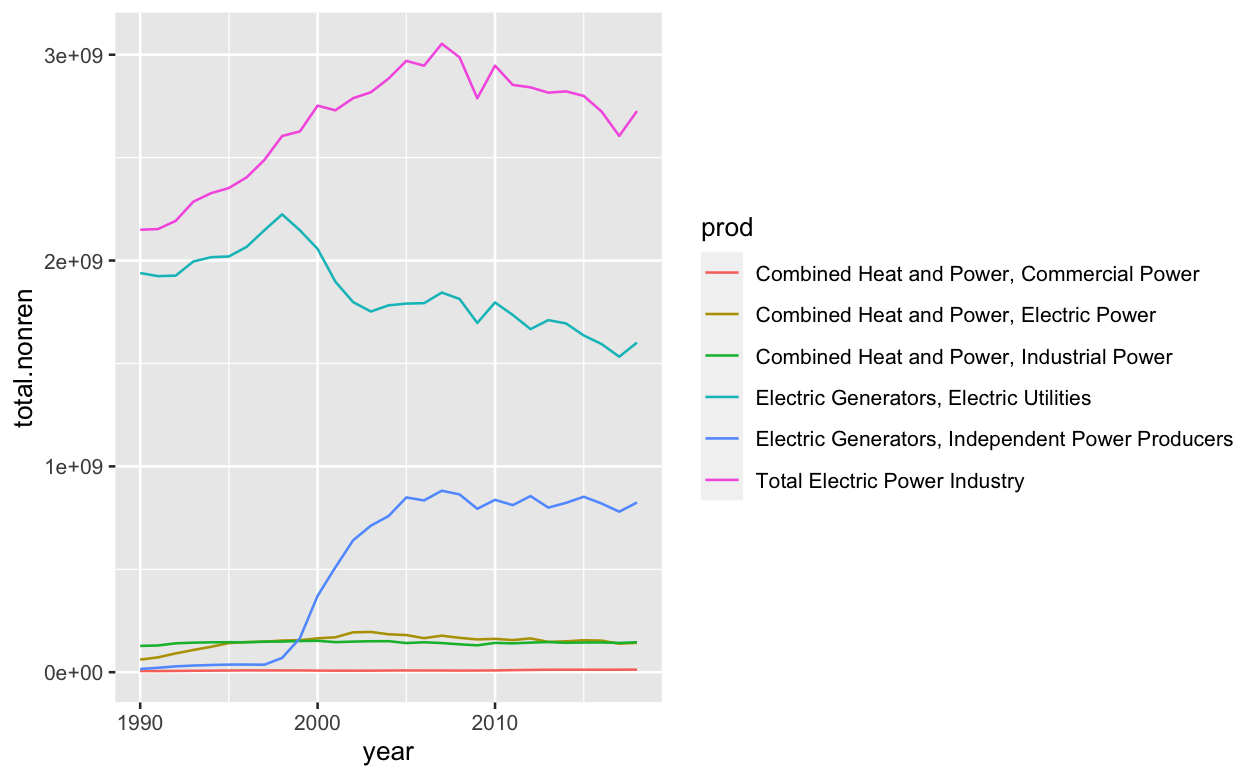 3e+09
2e+09
1e+09
0e+00
total.nonren
1990
2000
2010
year
prod
Combined Heat and Power, Commercial Power
Combined Heat and Power, Electric Power
Combined Heat and Power, Industrial Power
Electric Generators, Electric Utilities
Electric Generators, Independent Power Producers
Total Electric Power Industry